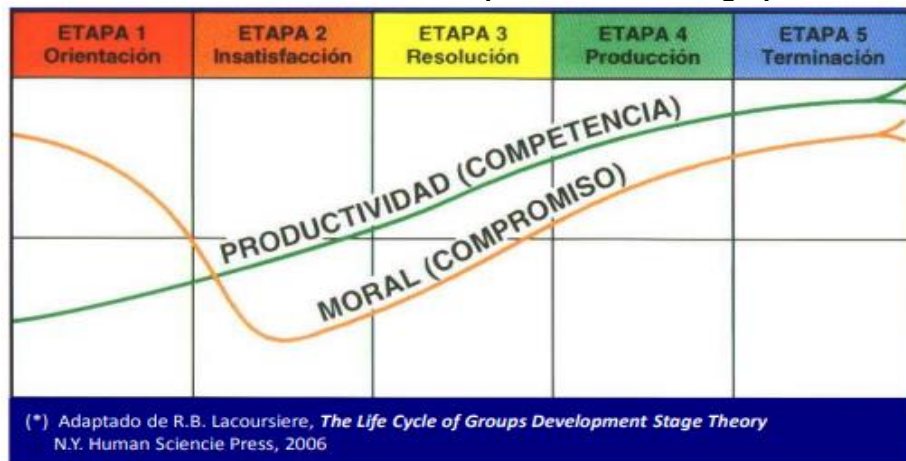 ETAPA 1
Orientación
ETAPA 2
Insatisfacción
ETAPA 3
Resolución
ETAPA 4
Producción
ETAPA 5
Terminación
PRODUCTIVIDAD (COMPETENCIA)
MORAL (COMPROMISO)
(*) Adaptado de R.B. Lacoursiere, The Life Cycle of Groups Development Stage Theory
N.Y. Human Sciencie Press, 2006